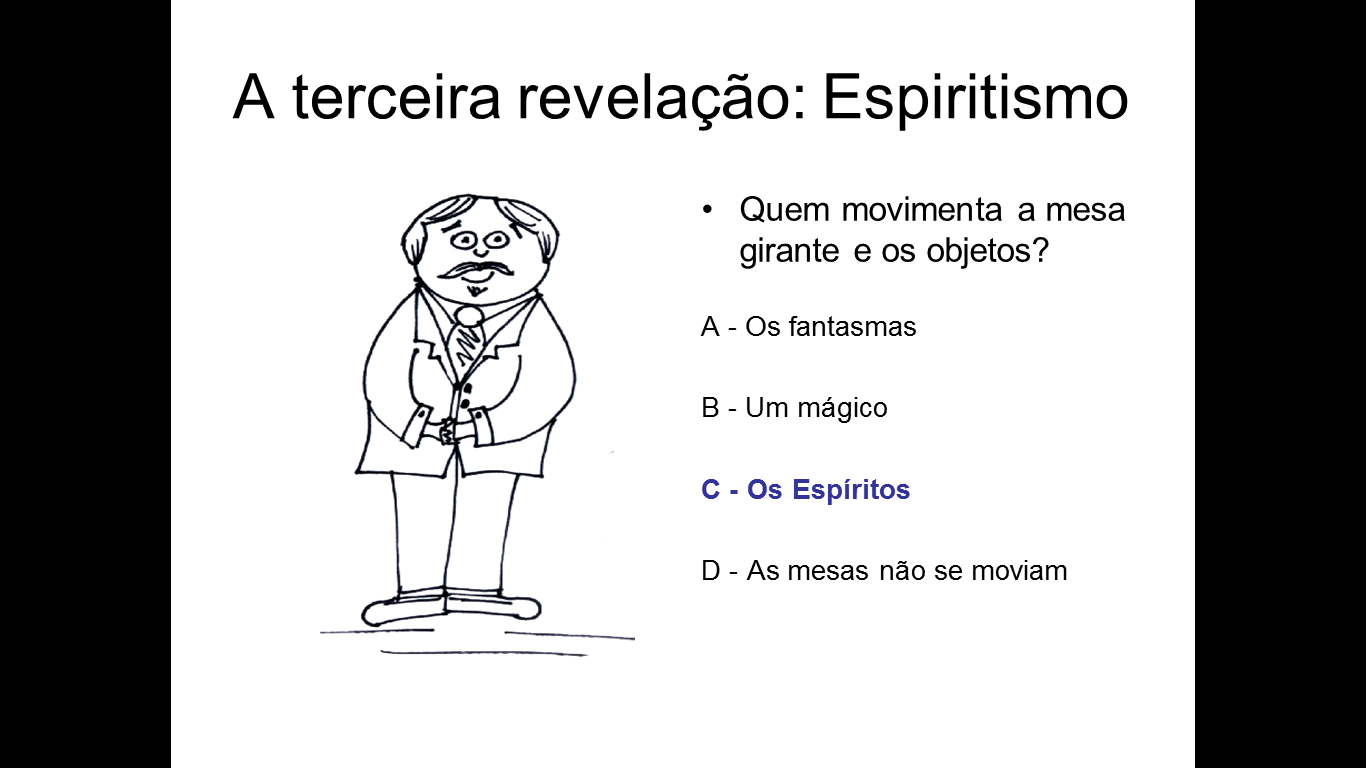 A terceira revelação: Espiritismo
• Quem movimenta a mesa
girante e os objetos?
A - Os fantasmas
B - Um mágico
C - Os Espíritos
D - As mesas não se moviam